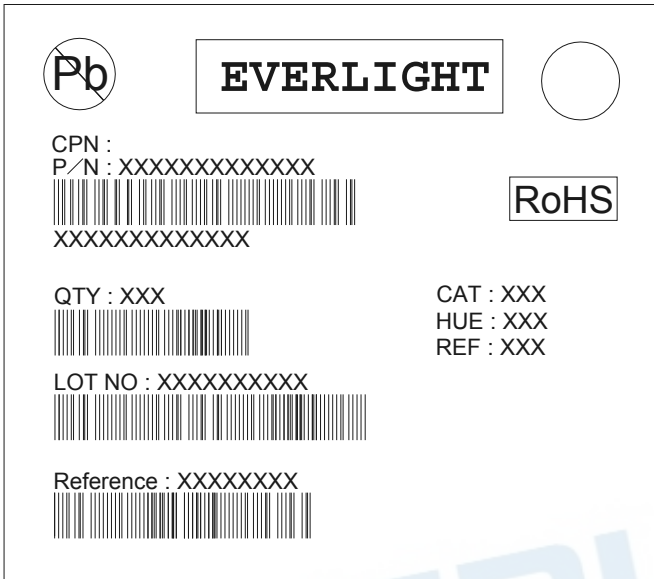 Pb
EVERLIGHT
CPN :
P/N : XXXXXXXXXXXXX
RoHS
XXXXXXXXXXXXX
QTY : XXX
CAT : XXX
HUE : XXX
REF : XXX
LOT NO : XXXXXXXXXX
Reference : XXXXXXXX